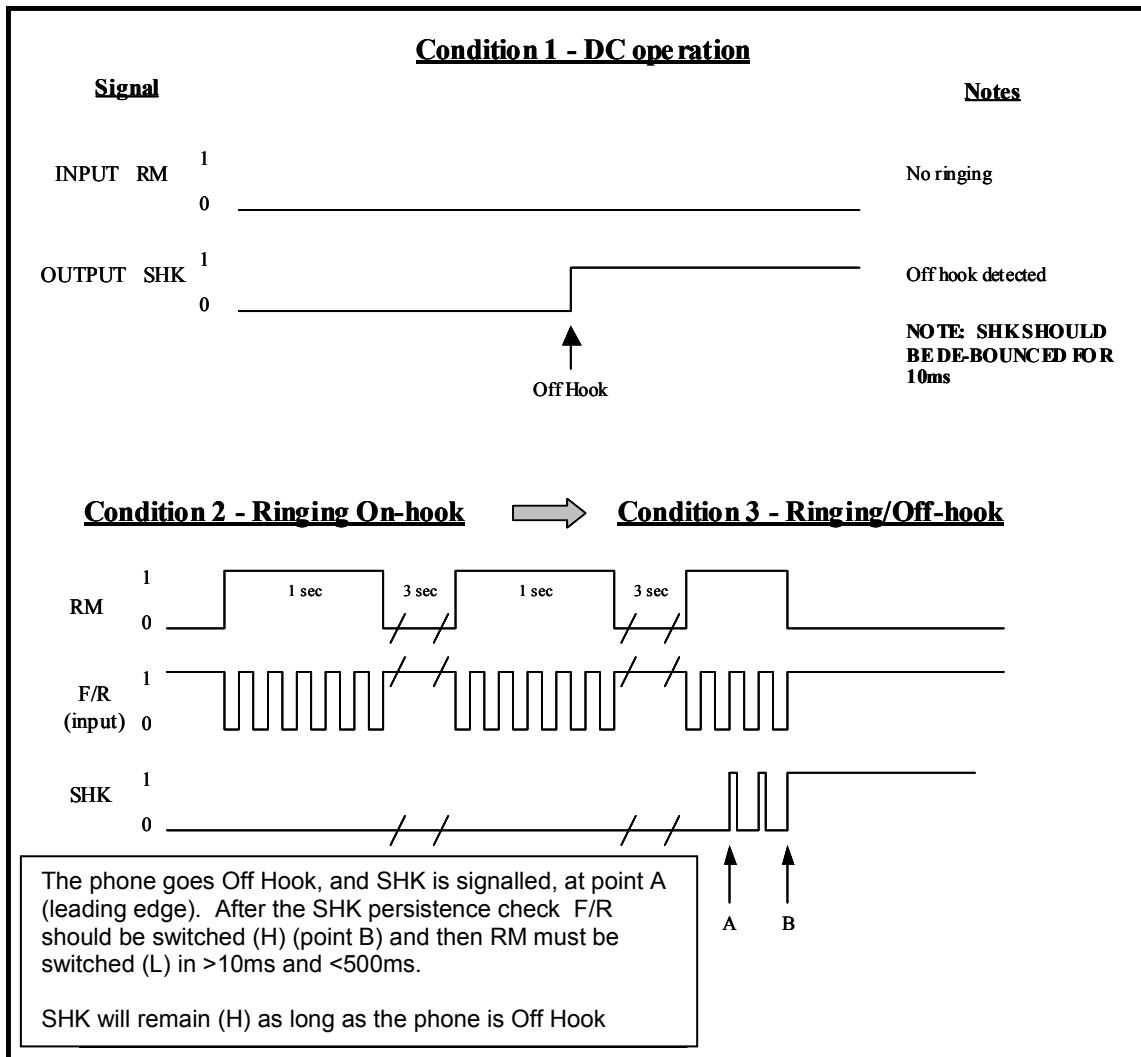 Condition 1 - DC operation
Signal
Notes
INPUT RM
1
0
No ringing
OUTPUT SHK
1
0
Off hook detected
NOTE: SHK SHOULD
BE DE-BOUNCED FOR
10ms
Off Hook
Condition 2 - Ringing On-hook
Condition 3 - Ringing/Off-hook
RM
1
0
1 sec
3 sec
1 sec
3 sec
F/R
(input)
1
0
SHK
1
0
A
B
The phone goes Off Hook, and SHK is signalled, at point A
(leading edge). After the SHK persistence check F/R
should be switched (H) (point B) and then RM must be
switched (L) in >10ms and <500ms.
SHK will remain (H) as long as the phone is Off Hook